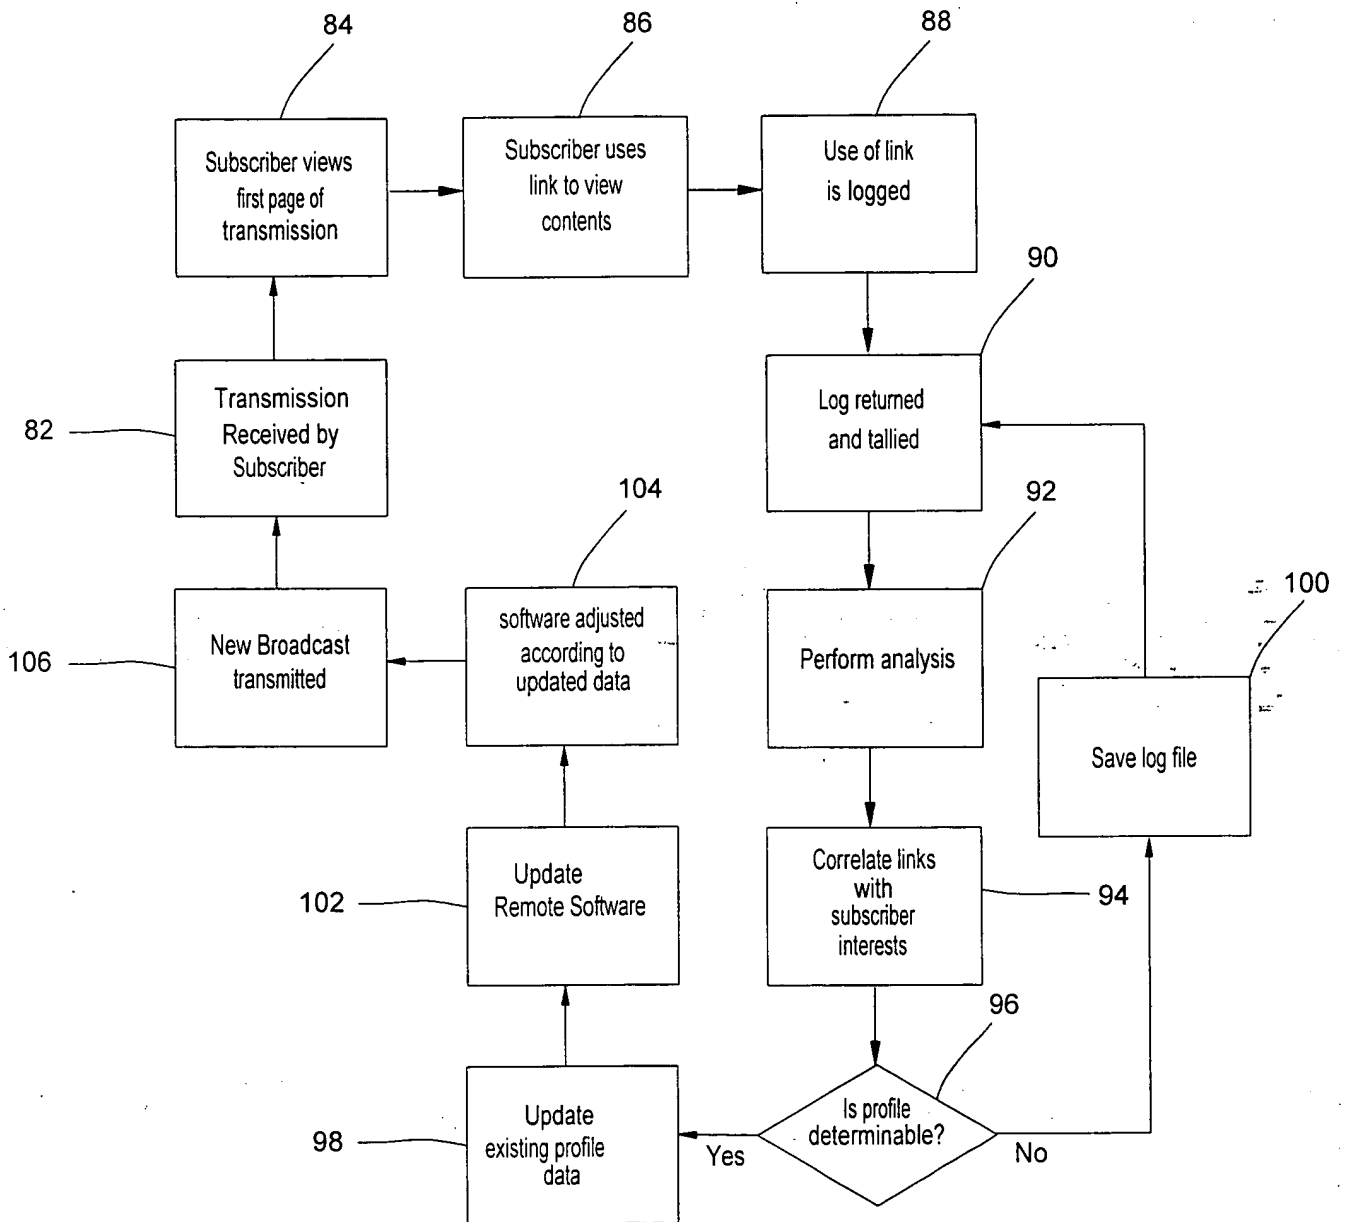 84
86
88
Subscriber views
first page of
transmission
Subscriber uses
link to view
contents
Use of link
is logged
90
82
Transmission
Received by
Subscriber
Log returned
and tallied
104
92
100
106
New Broadcast
transmitted
software adjusted
according to
updated data
Perform analysis
Save log file
102
Update
Remote Software
Correlate links
with
subscriber
interests
94
96
98
Update
existing profile
data
Yes
Is profile
determinable?
No